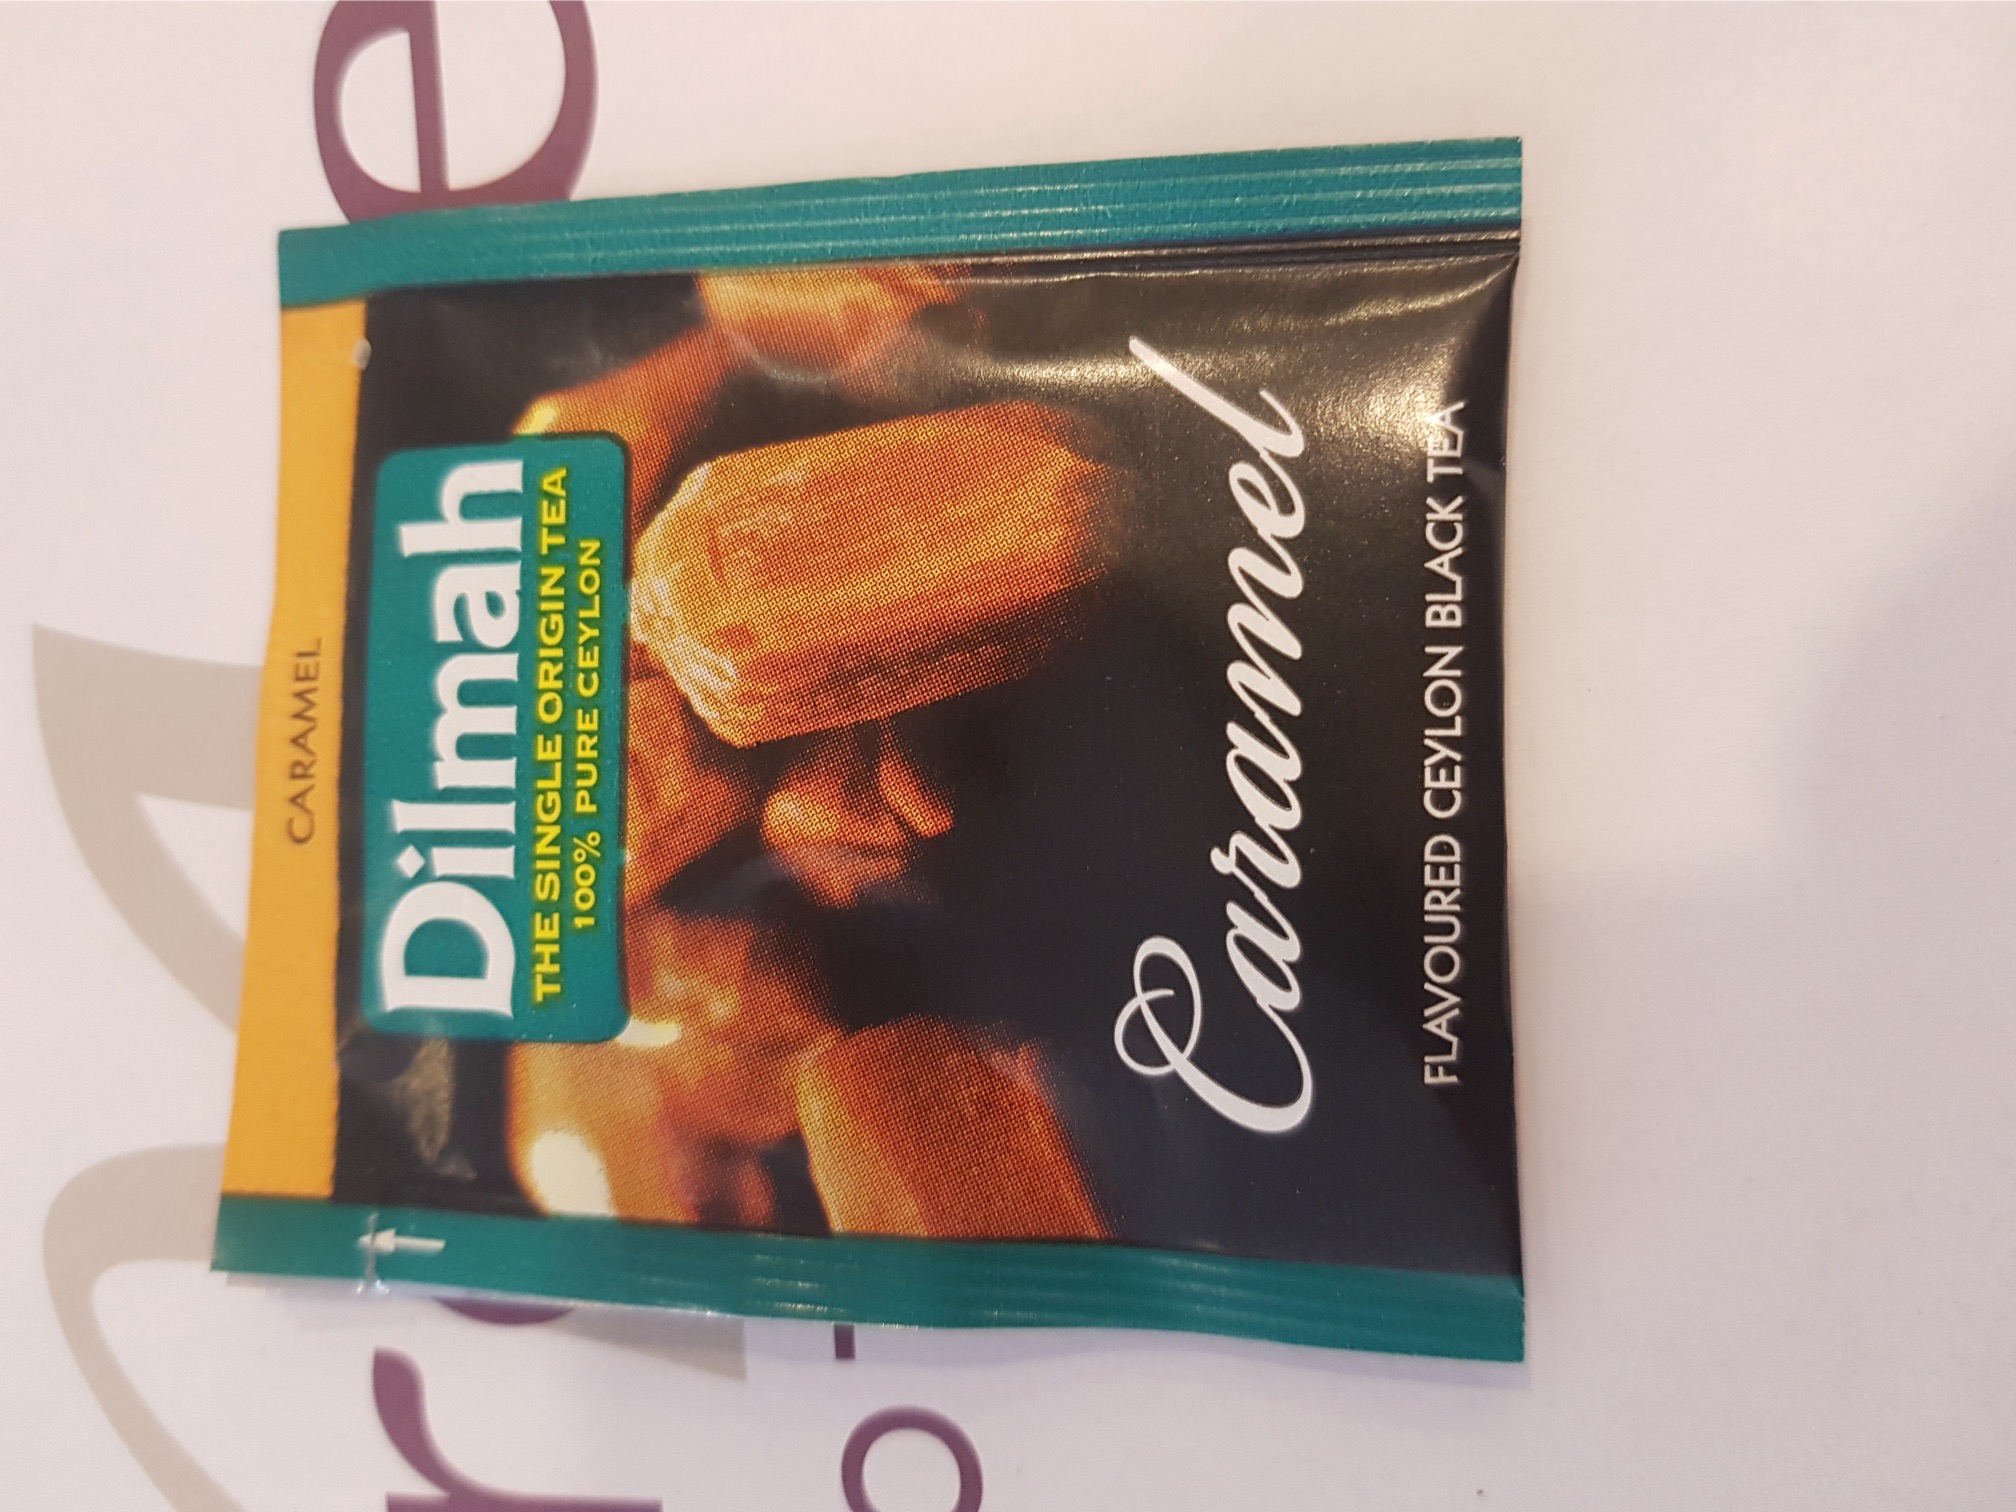 CARAMEL
Dilmah
THE SINGLE ORIGIN TEA
100% PURE CEYLON
Caramel
FLAVOURED CEYLON BLACK TEA